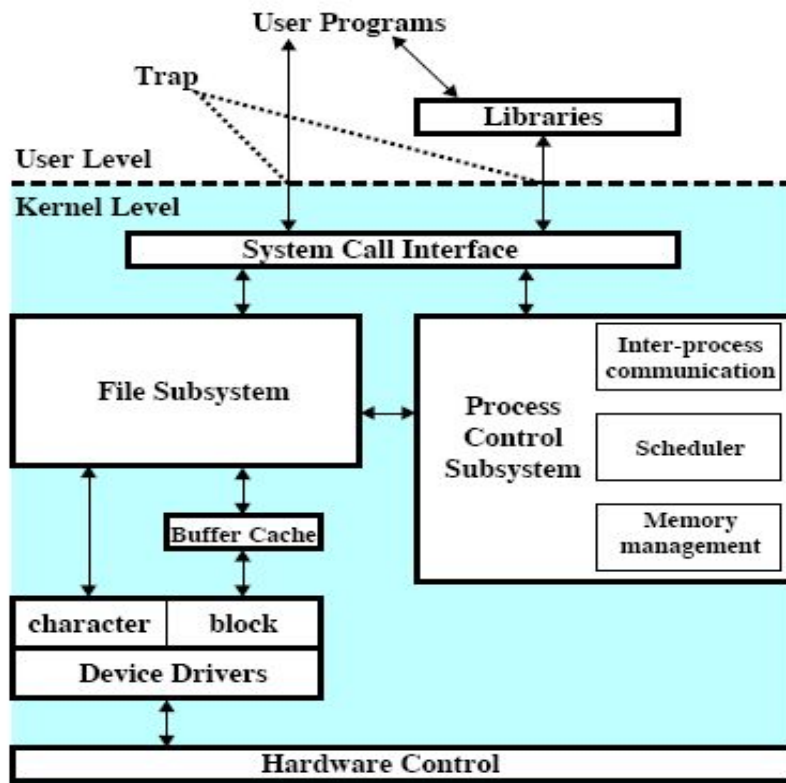 User Programs
Trap
Libraries
User Level
Kernel Level
System Call Interface
File Subsystem
Process
Control
Subsystem
Inter-process
communication
Scheduler
Memory
management
Buffer Cache
character
block
Device Drivers
Hardware Control